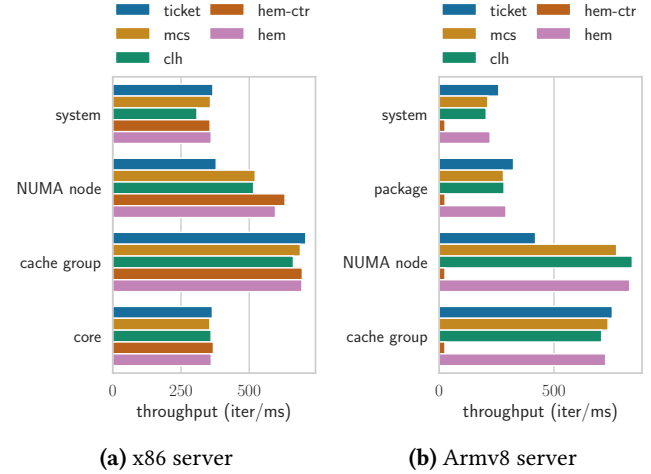 ticket
mcs
clh
hem-ctr
hem
system
NUMA node
cache group
core
0
250
500
throughput (iter/ms)
(a) x86 server
ticket
mcs
clh
hem-ctr
hem
system
package
NUMA node
cache group
0
500
throughput (iter/ms)
(b) Armv8 server